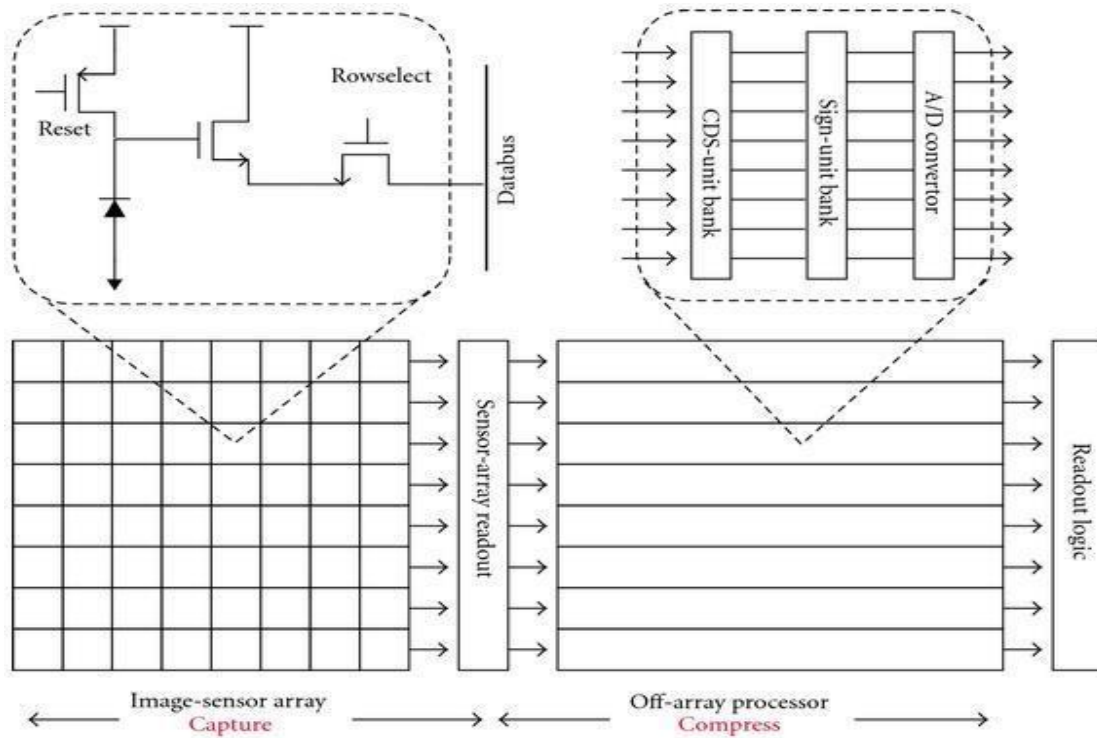 Rowselect
Reset
Databus
CDS-unit bank
Sign-unit bank
A/D convertor
Sensor-array readout
Readout logic
Image-sensor array
Capture
Off-array processor
Compress